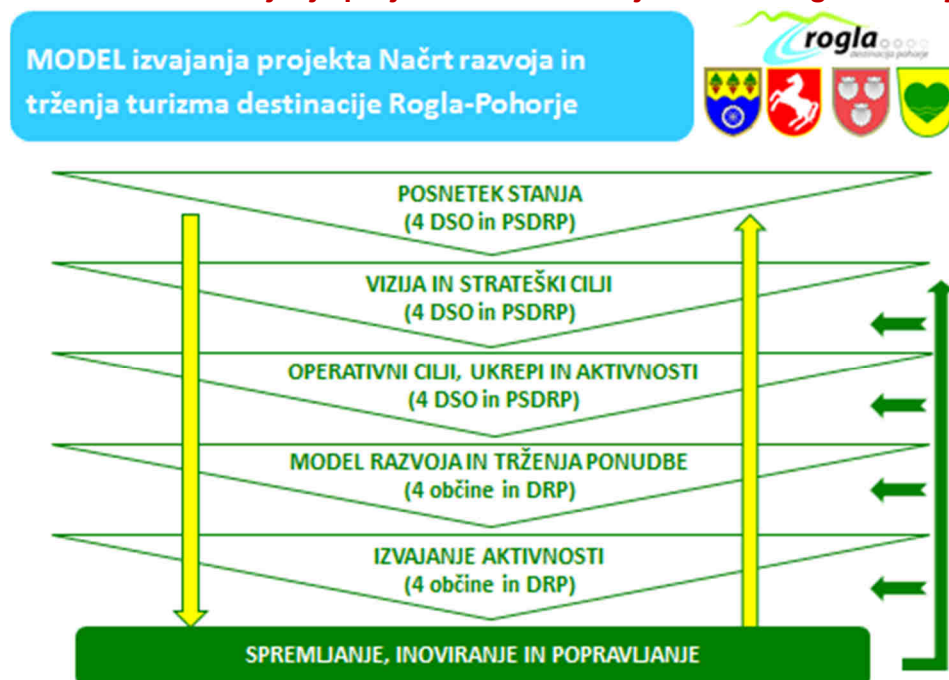 MODEL izvajanja projekta Načrt razvoja in
trženja turizma destinacije Rogla-Pohorje
rogla
destinacija pohorje
POSNETEK STANJA
(4 DSO in PSDRP)
VIZIJA IN STRATEŠKI CILJI
(4 DSO in PSDRP)
OPERATIVNI CILJI, UKREPI IN AKTIVNOSTI
(4 DSO in PSDRP)
MODEL RAZVOJA IN TRŽENJA PONUDBE
(4 občine in DRP)
IZVAJANJE AKTIVNOSTI
(4 občine in DRP)
SPREMLJANJE, INOVIRANJE IN POPRAVLJANJE